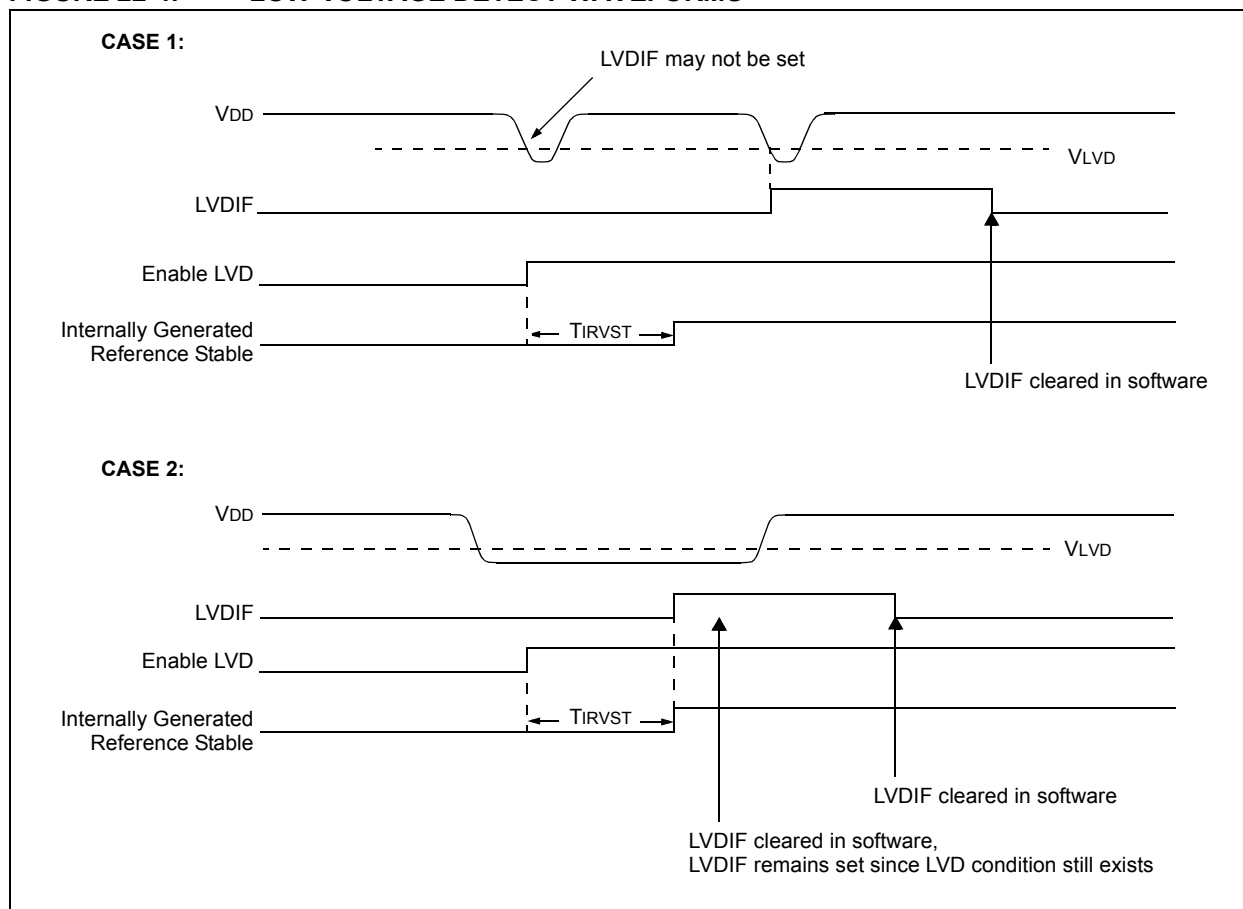 CASE 1:
LVDIF may not be set
VDD
VLVD
LVDIF
Enable LVD
TIRVST
Internally Generated
Reference Stable
LVDIF cleared in software
CASE 2:
VDD
VLVD
LVDIF
Enable LVD
TIRVST
Internally Generated
Reference Stable
LVDIF cleared in software
LVDIF cleared in software,
LVDIF remains set since LVD condition still exists